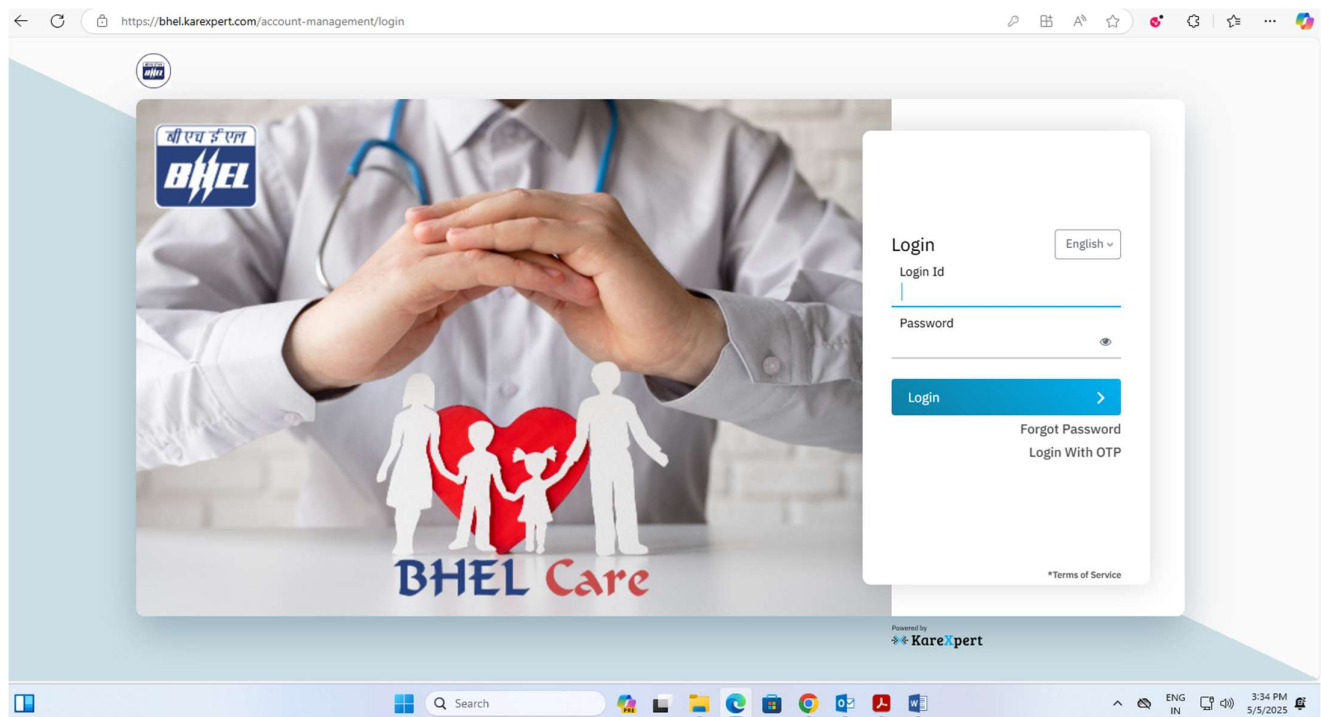 https://bhel.karexpert.com/account-management/login
बी एच ई एल
BHEL
Login
English
Login Id
Password
Login
Forgot Password
Login With OTP
*Terms of Service
BHEL Care
Powered by
KareXpert
Search
PRE
ENG
IN
3:34 PM
5/5/2025